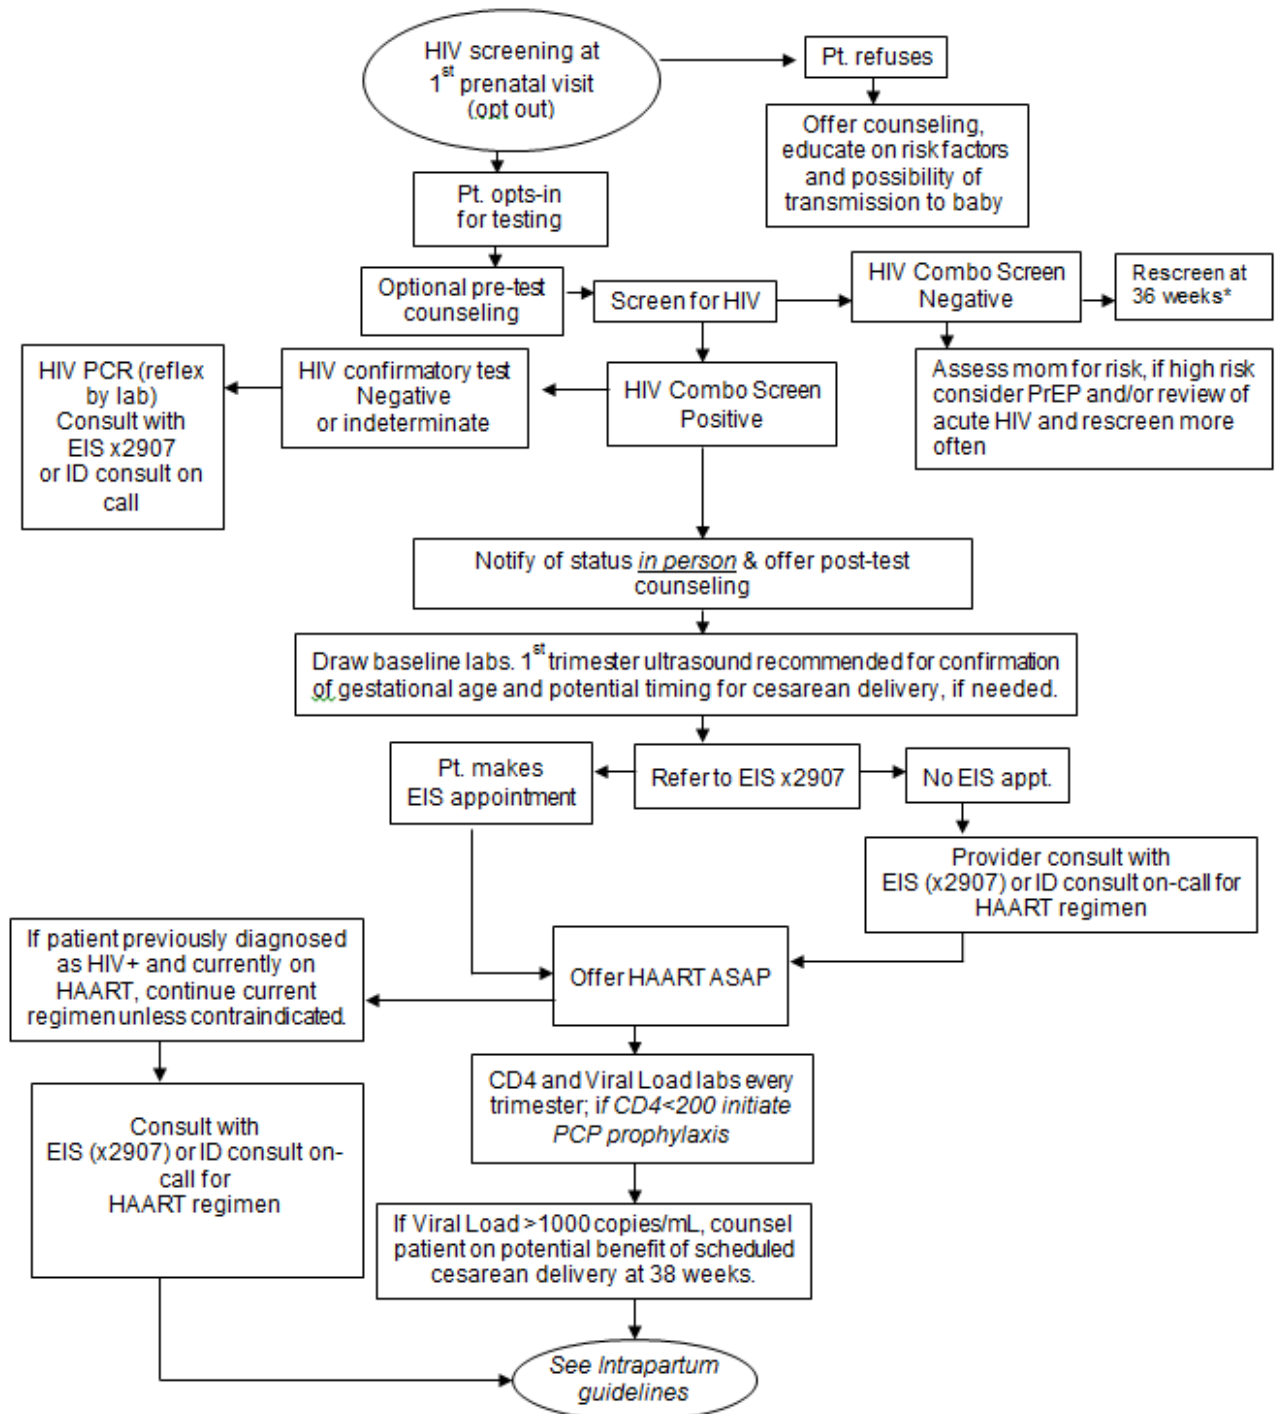 HIV screening at
1st prenatal visit
(opt out)
Pt. refuses
Offer counseling,
educate on risk factors
and possibility of
transmission to baby
Pt. opts-in
for testing
Optional pre-test
counseling
Screen for HIV
HIV Combo Screen
Negative
Rescreen at
36 weeks*
Assess mom for risk, if high risk
consider PrEP and/or review of
acute HIV and rescreen more
often
HIV Combo Screen
Positive
HIV confirmatory test
Negative
or indeterminate
HIV PCR (reflex
by lab)
Consult with
EIS x2907
or ID consult on
call
Notify of status in person & offer post-test
counseling
Draw baseline labs. 1st trimester ultrasound recommended for confirmation
of gestational age and potential timing for cesarean delivery, if needed.
Refer to EIS x2907
Pt. makes
EIS appointment
No EIS appt.
Provider consult with
EIS (x2907) or ID consult on-call for
HAART regimen
Offer HAART ASAP
If patient previously diagnosed
as HIV+ and currently on
HAART, continue current
regimen unless contraindicated.
Consult with
EIS (x2907) or ID consult on-
call for
HAART regimen
CD4 and Viral Load labs every
trimester; if CD4<200 initiate
PCP prophylaxis
If Viral Load >1000 copies/mL, counsel
patient on potential benefit of scheduled
cesarean delivery at 38 weeks.
See Intrapartum
guidelines